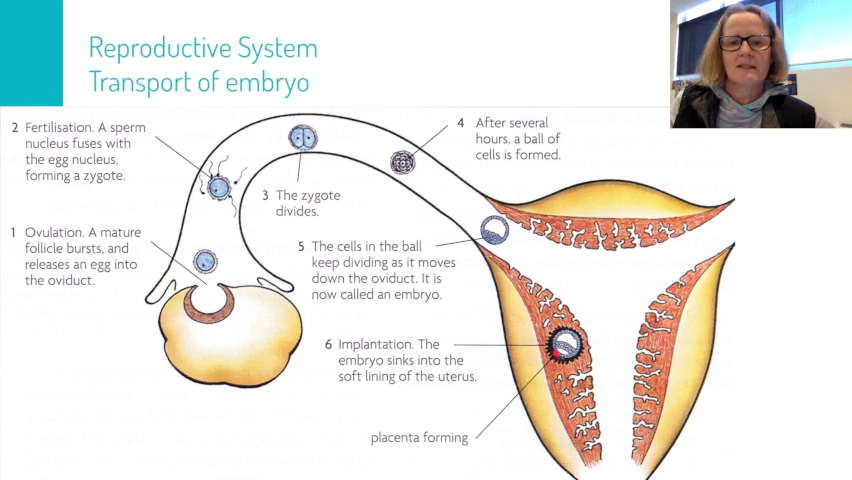 Reproductive System
Transport of embryo
2 Fertilisation. A sperm
nucleus fuses with
the egg nucleus,
forming a zygote.
4 After several
hours, a ball of
cells is formed.
3 The zygote
divides.
1 Ovulation. A mature
follicle bursts, and
releases an egg into
the oviduct.
5 The cells in the ball
keep dividing as it moves
down the oviduct. It is
now called an embryo.
6 Implantation. The
embryo sinks into the
soft lining of the uterus.
placenta forming